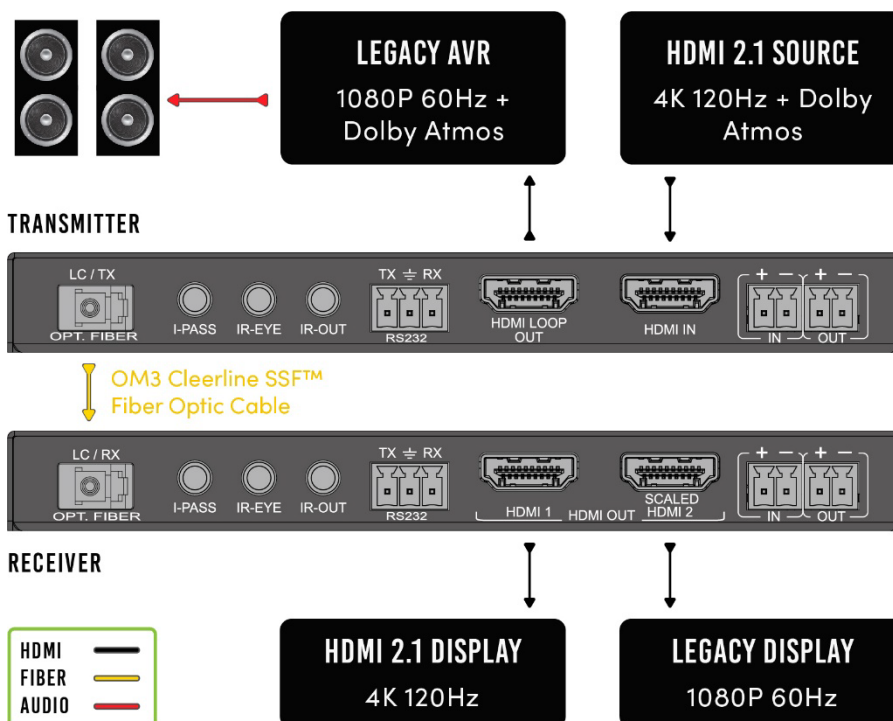 LEGACY AVR
1080P 60Hz +
Dolby Atmos
HDMI 2.1 SOURCE
4K 120Hz + Dolby
Atmos
TRANSMITTER
LC / TX
OPT. FIBER
I-PASS
IR-EYE
IR-OUT
TX ⏚ RX
RS232
HDMI LOOP
OUT
HDMI IN
+ - + -
IN
OUT
OM3 Cleerline SSF™
Fiber Optic Cable
LC / RX
OPT. FIBER
I-PASS
IR-EYE
IR-OUT
TX ⏚ RX
RS232
HDMI 1
HDMI OUT
SCALED
HDMI 2
+ - + -
IN
OUT
RECEIVER
HDMI
FIBER
AUDIO
HDMI 2.1 DISPLAY
4K 120Hz
LEGACY DISPLAY
1080P 60Hz